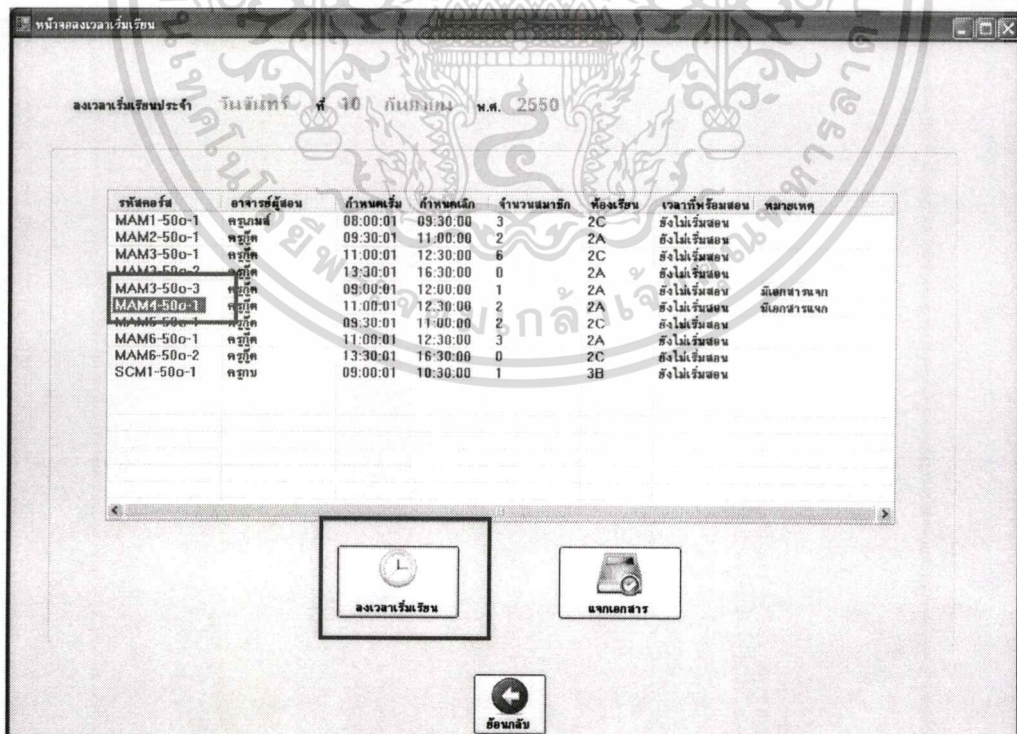 หน้าจอลงเวลาเริ่มเรียน
ลงเวลาเริ่มเรียนประจำ วันจันทร์ ที่ 10 กันยายน พ.ศ. 2550
รหัสคอร์ส อาจารย์ผู้สอน กำหนดเริ่ม กำหนดเลิก จำนวนสมาชิก ห้องเรียน เวลาที่พร้อมสอน หมายเหตุ
MAM1-50o-1 ครูเกมส์ 08:00:01 09:30:00 3 2C ยังไม่เริ่มสอน
MAM2-50o-1 ครูกี๊ด 09:30:01 11:00:00 2 2A ยังไม่เริ่มสอน
MAM3-50o-1 ครูกี๊ด 11:00:01 12:30:00 6 2C ยังไม่เริ่มสอน
MAM3-50o-2 ครูกี๊ด 13:30:01 16:30:00 0 2A ยังไม่เริ่มสอน
MAM3-50o-3 ครูกี๊ด 09:00:01 12:00:00 1 2A ยังไม่เริ่มสอน มีเอกสารแจก
MAM4-50o-1 ครูกี๊ด 11:00:01 12:30:00 2 2A ยังไม่เริ่มสอน มีเอกสารแจก
MAM5-50o-1 ครูกี๊ด 09:30:01 11:00:00 2 2C ยังไม่เริ่มสอน
MAM6-50o-1 ครูกี๊ด 11:00:01 12:30:00 3 2A ยังไม่เริ่มสอน
MAM6-50o-2 ครูกี๊ด 13:30:01 16:30:00 0 2C ยังไม่เริ่มสอน
SCM1-50o-1 ครูกบ 09:00:01 10:30:00 1 3B ยังไม่เริ่มสอน
ลงเวลาเริ่มเรียน แจกเอกสาร
ย้อนกลับ